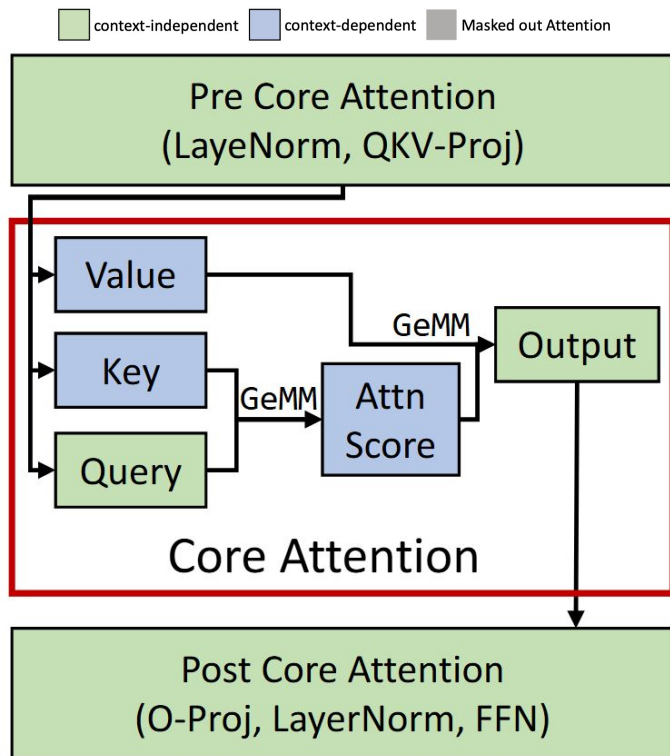 context-independent
context-dependent
Masked out Attention
Pre Core Attention
(LayeNorm, QKV-Proj)
Value
GeMM
Output
Key
GeMM
Attn
Score
Query
Core Attention
Post Core Attention
(O-Proj, LayerNorm, FFN)